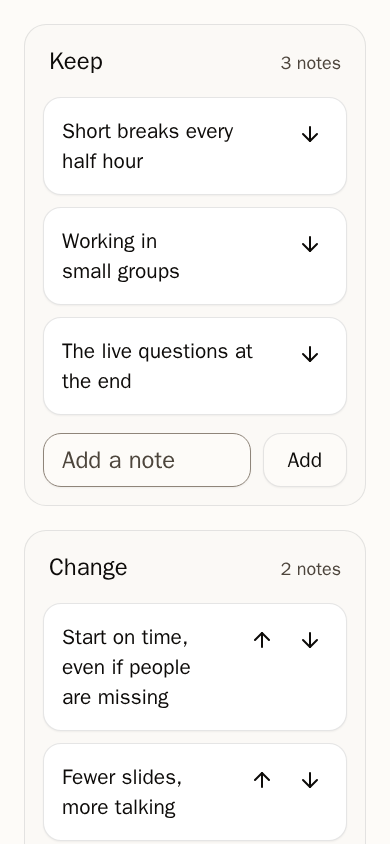 Keep
3 notes
Short breaks every
half hour
Working in
small groups
The live questions at
the end
Add a note
Add
Change
2 notes
Start on time,
even if people
are missing
Fewer slides,
more talking